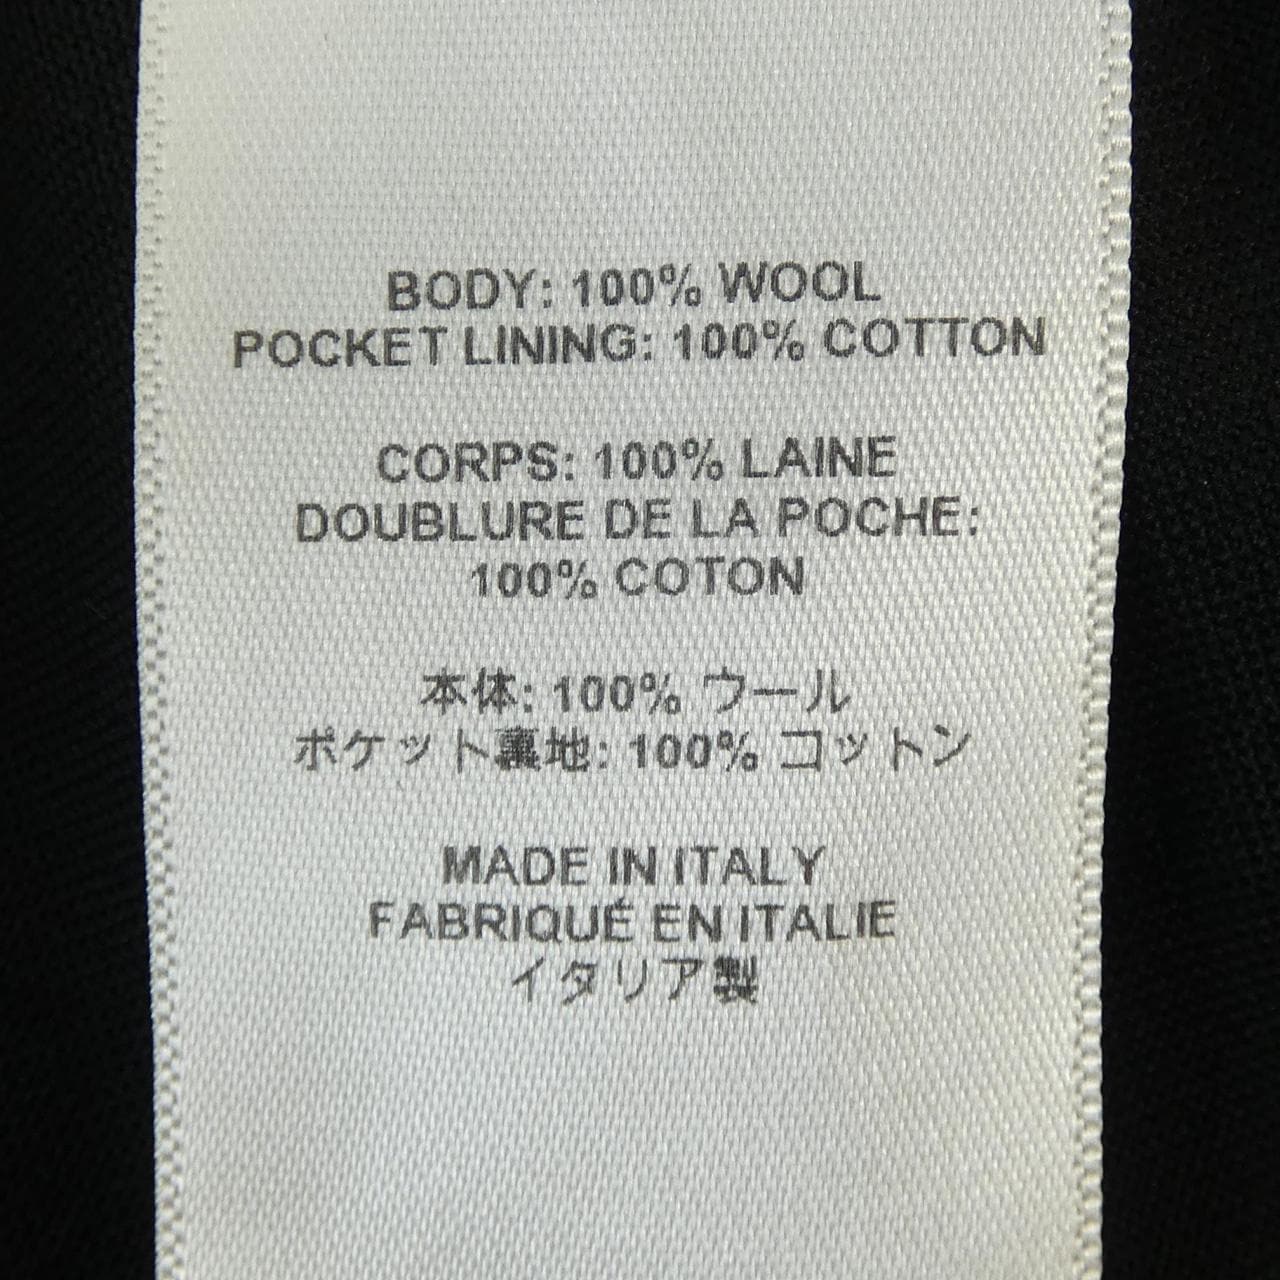 BODY: 100% WOOL
POCKET LINING: 100% COTTON
CORPS: 100% LAINE
DOUBLURE DE LA POCHE:
100% COTON
本体: 100% ウール
ポケット裏地: 100% コットン
MADE IN ITALY
FABRIQUÉ EN ITALIE
イタリア製